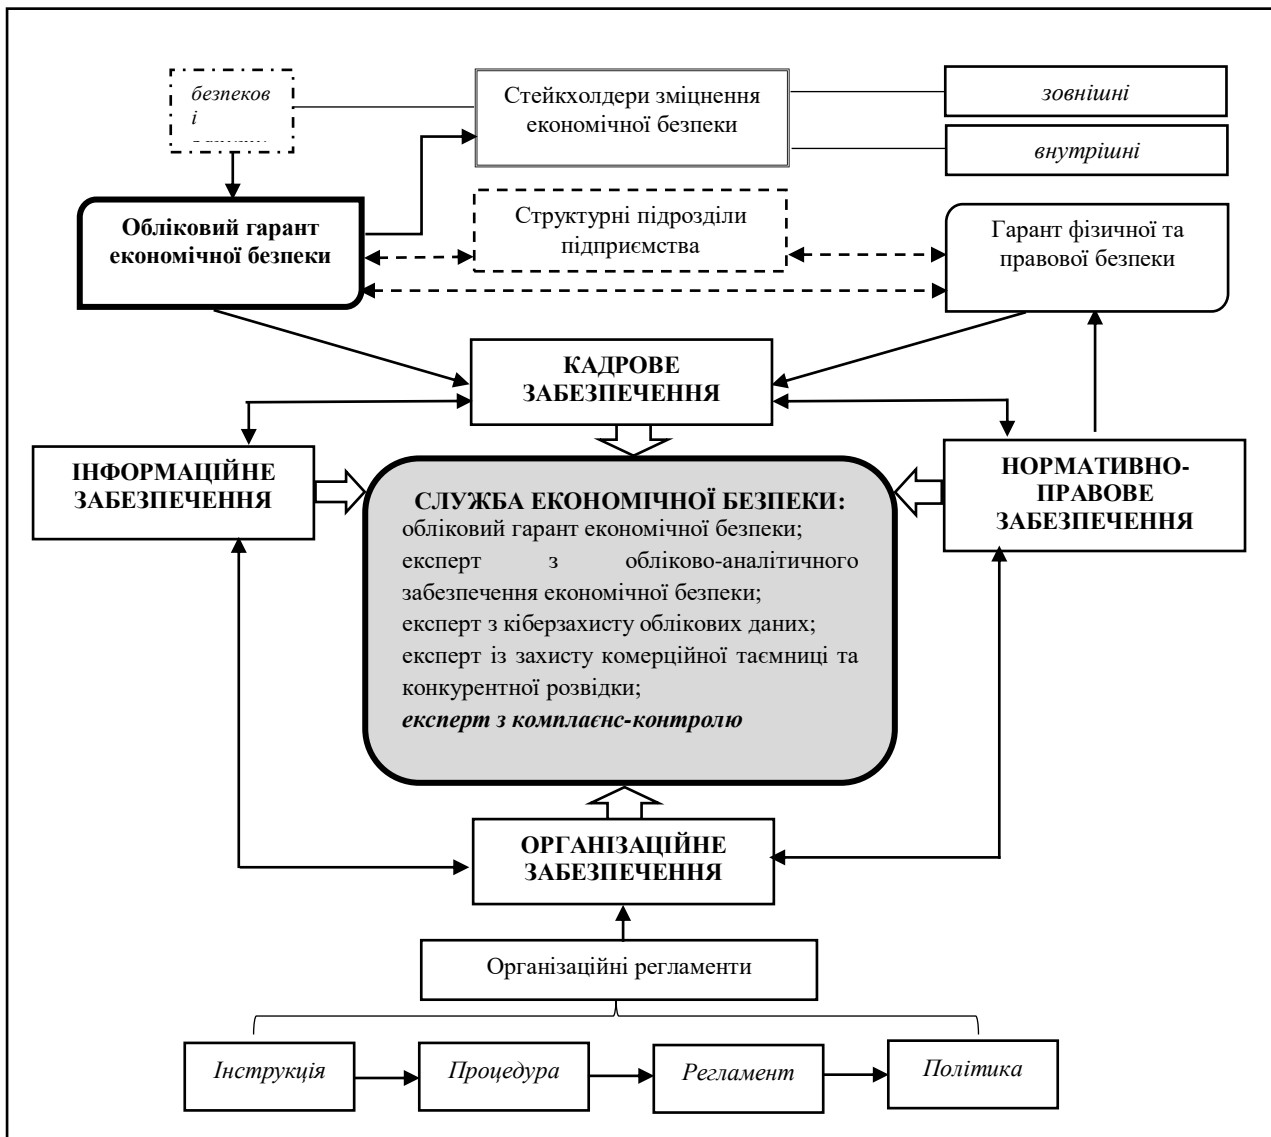 безпеков
і
Стейкхолдери зміцнення
економічної безпеки
зовнішні
внутрішні
Обліковий гарант
економічної безпеки
Структурні підрозділи
підприємства
Гарант фізичної та
правової безпеки
КАДРОВЕ
ЗАБЕЗПЕЧЕННЯ
ІНФОРМАЦІЙНЕ
ЗАБЕЗПЕЧЕННЯ
НОРМАТИВНО-
ПРАВОВЕ
ЗАБЕЗПЕЧЕННЯ
СЛУЖБА ЕКОНОМІЧНОЇ БЕЗПЕКИ:
обліковий гарант економічної безпеки;
експерт з обліково-аналітичного
забезпечення економічної безпеки;
експерт з кіберзахисту облікових даних;
експерт із захисту комерційної таємниці та
конкурентної розвідки;
експерт з комплаєнс-контролю
ОРГАНІЗАЦІЙНЕ
ЗАБЕЗПЕЧЕННЯ
Організаційні регламенти
Інструкція
Процедура
Регламент
Політика